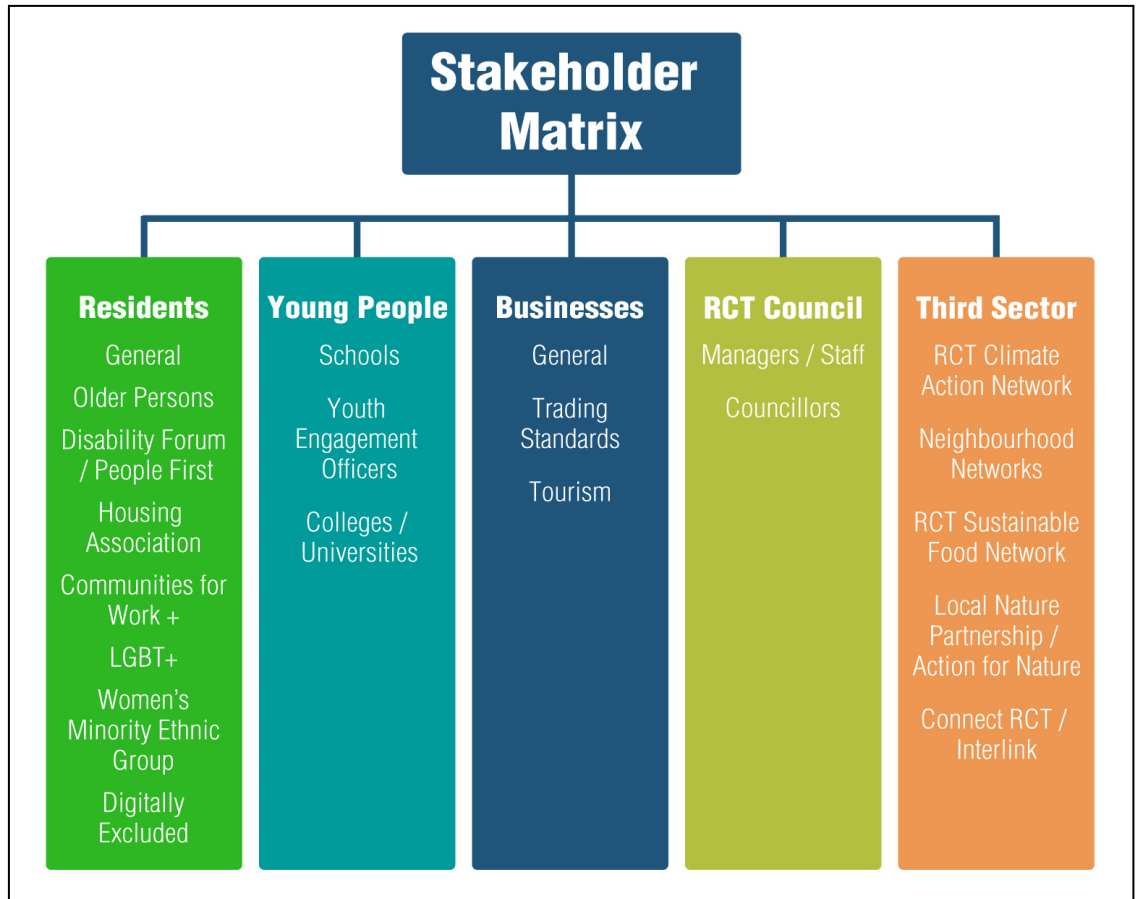 Stakeholder
Matrix
Residents
General
Older Persons
Disability Forum
/ People First
Housing
Association
Communities for
Work +
LGBT+
Women's
Minority Ethnic
Group
Digitally
Excluded
Young People
Schools
Youth
Engagement
Officers
Colleges /
Universities
Businesses
General
Trading
Standards
Tourism
RCT Council
Managers / Staff
Councillors
Third Sector
RCT Climate
Action Network
Neighbourhood
Networks
RCT Sustainable
Food Network
Local Nature
Partnership /
Action for Nature
Connect RCT /
Interlink